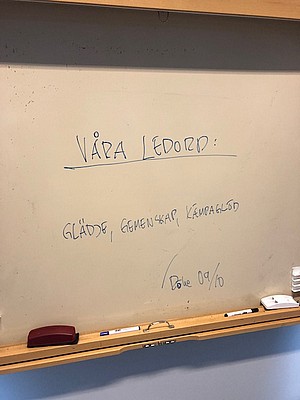 VÅRA LEDORD:
GLÄDJE, GEMENSKAP, KÄMPAGLÖD
09/10